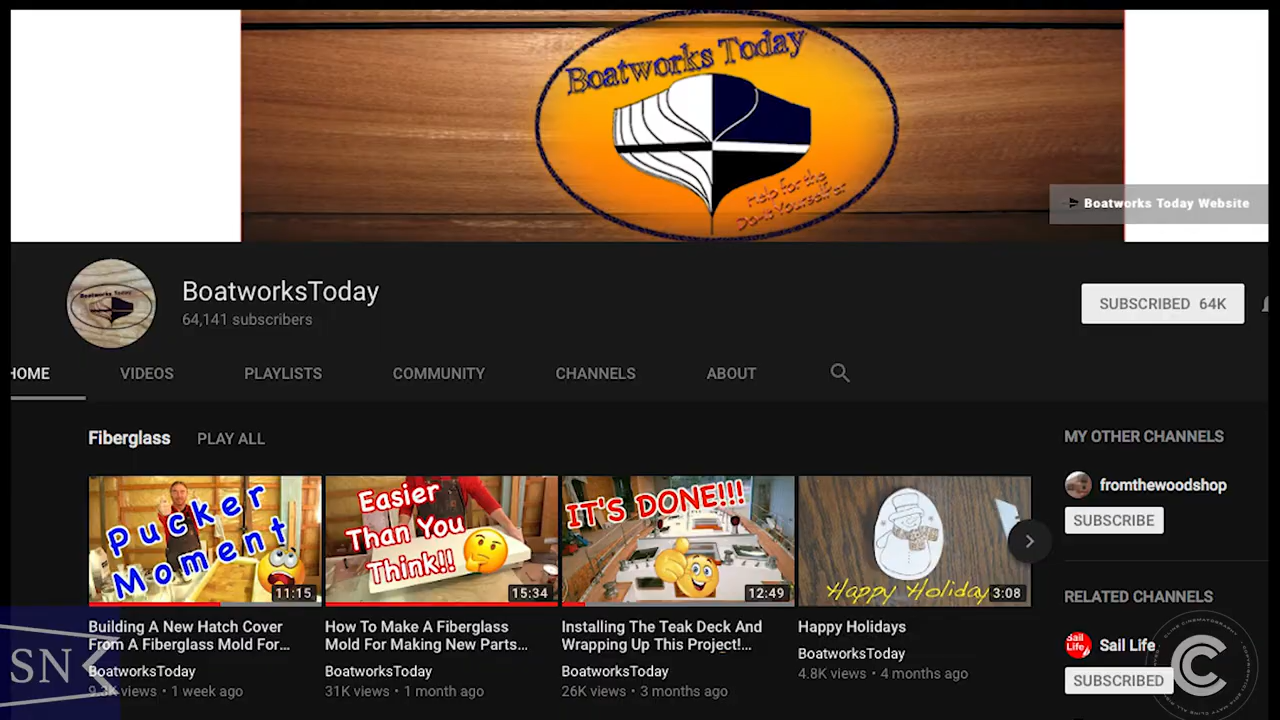 Boatworks Today
Help for the
Do-It-Yourselfer
Boatworks Today Website
BoatworksToday
64,141 subscribers
SUBSCRIBED 64K
HOME VIDEOS PLAYLISTS COMMUNITY CHANNELS ABOUT
Fiberglass PLAY ALL
Pucker
Moment
11:15
Building A New Hatch Cover
From A Fiberglass Mold For…
BoatworksToday
9.3K views • 1 week ago
Easier
Than You
Think!!
15:34
How To Make A Fiberglass
Mold For Making New Parts…
BoatworksToday
31K views • 1 month ago
IT'S DONE!!!
12:49
Installing The Teak Deck And
Wrapping Up This Project!…
BoatworksToday
26K views • 3 months ago
Happy Holiday
3:08
Happy Holidays
BoatworksToday
4.8K views • 4 months ago
MY OTHER CHANNELS
fromthewoodshop
SUBSCRIBE
RELATED CHANNELS
Sail
Life
Sail Life
SUBSCRIBED
SN
C